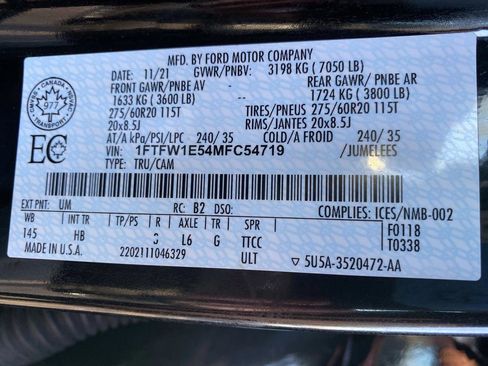 MFD. BY FORD MOTOR COMPANY
DATE: 11/21 GVWR/PNBV: 3198 KG ( 7050 LB)
FRONT GAWR/PNBE AV REAR GAWR/PNBE AR
1633 KG ( 3600 LB) 1724 KG ( 3800 LB)
275/60R20 115T TIRES/PNEUS 275/60R20 115T
20x8.5J RIMS/JANTES 20x8.5J
AT/A kPa/PSI/LPC 240/ 35 COLD/A FROID 240/ 35
VIN: 1FTFW1E54MFC54719 /JUMELEES
TYPE: TRU/CAM
CANADA
977
TRANSPORT
EC
EXT PNT: UM RC: B2 DSO: COMPLIES: ICES/NMB-002
WB INT TR TP/PS R AXLE TR SPR F0118
145 HB L6 G TTCC T0338
MADE IN U.S.A. 2202111046329 ULT ▽ 5U5A-3520472-AA